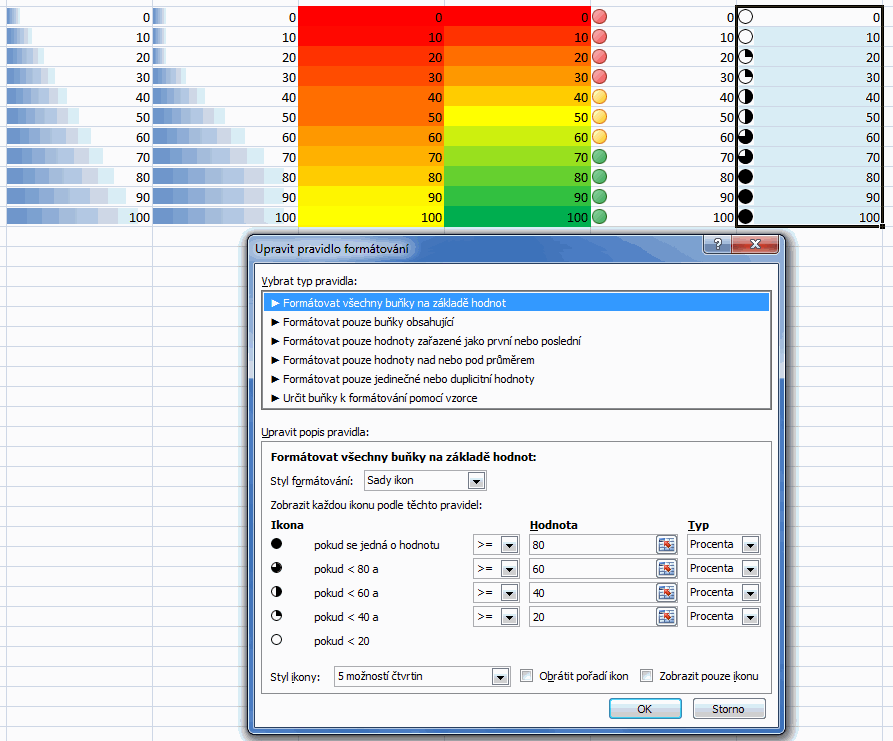 0 0 0 0 0 0
10 10 10 10 10 10
20 20 20 20 20 20
30 30 30 30 30 30
40 40 40 40 40 40
50 50 50 50 50 50
60 60 60 60 60 60
70 70 70 70 70 70
80 80 80 80 80 80
90 90 90 90 90 90
100 100 100 100 100 100
Upravit pravidlo formátování
Vybrat typ pravidla:
► Formátovat všechny buňky na základě hodnot
► Formátovat pouze buňky obsahující
► Formátovat pouze hodnoty zařazené jako první nebo poslední
► Formátovat pouze hodnoty nad nebo pod průměrem
► Formátovat pouze jedinečné nebo duplicitní hodnoty
► Určit buňky k formátování pomocí vzorce
Upravit popis pravidla:
Formátovat všechny buňky na základě hodnot:
Styl formátování: Sady ikon
Zobrazit každou ikonu podle těchto pravidel:
Ikona Hodnota Typ
pokud se jedná o hodnotu >= 80 Procenta
pokud < 80 a >= 60 Procenta
pokud < 60 a >= 40 Procenta
pokud < 40 a >= 20 Procenta
pokud < 20
Styl ikony: 5 možností čtvrtin Obrátit pořadí ikon Zobrazit pouze ikonu
OK Storno